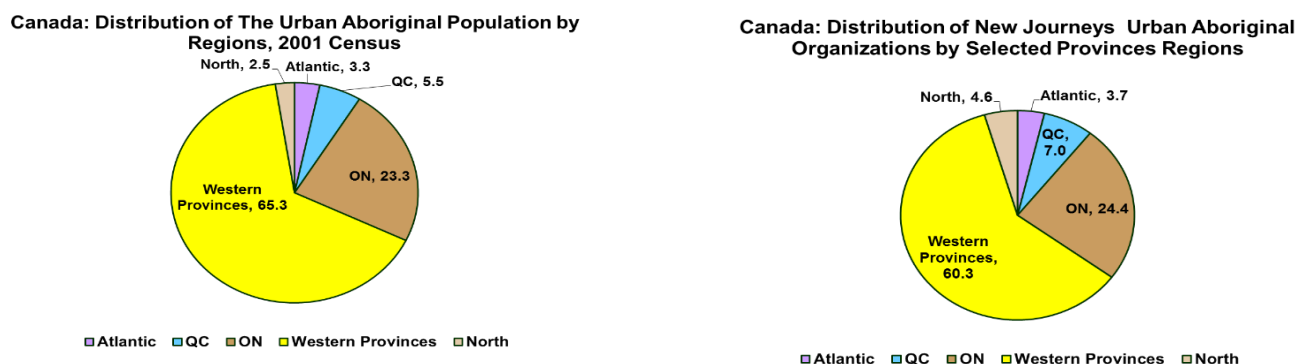 Canada: Distribution of The Urban Aboriginal Population by
Regions, 2001 Census
North, 2.5
Atlantic, 3.3
QC, 5.5
ON, 23.3
Western
Provinces, 65.3
Atlantic QC ON Western Provinces North
Canada: Distribution of New Journeys Urban Aboriginal
Organizations by Selected Provinces Regions
North, 4.6
Atlantic, 3.7
QC,
7.0
ON, 24.4
Western
Provinces,
60.3
Atlantic QC ON Western Provinces North